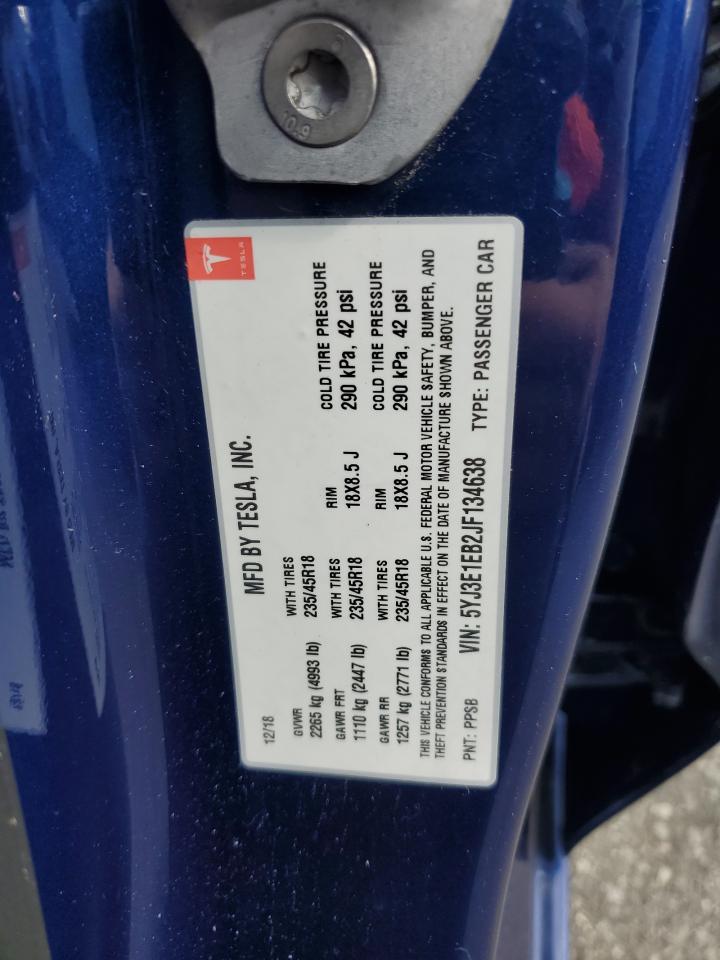 10.9
TESLA
MFD BY TESLA, INC.
12/18
GVWR WITH TIRES
2265 kg (4993 lb) 235/45R18
GAWR FRT WITH TIRES RIM COLD TIRE PRESSURE
1110 kg (2447 lb) 235/45R18 18X8.5 J 290 kPa, 42 psi
GAWR RR WITH TIRES RIM COLD TIRE PRESSURE
1257 kg (2771 lb) 235/45R18 18X8.5 J 290 kPa, 42 psi
THIS VEHICLE CONFORMS TO ALL APPLICABLE U.S. FEDERAL MOTOR VEHICLE SAFETY, BUMPER, AND
THEFT PREVENTION STANDARDS IN EFFECT ON THE DATE OF MANUFACTURE SHOWN ABOVE.
PNT: PPSB VIN: 5YJ3E1EB2JF134638 TYPE: PASSENGER CAR